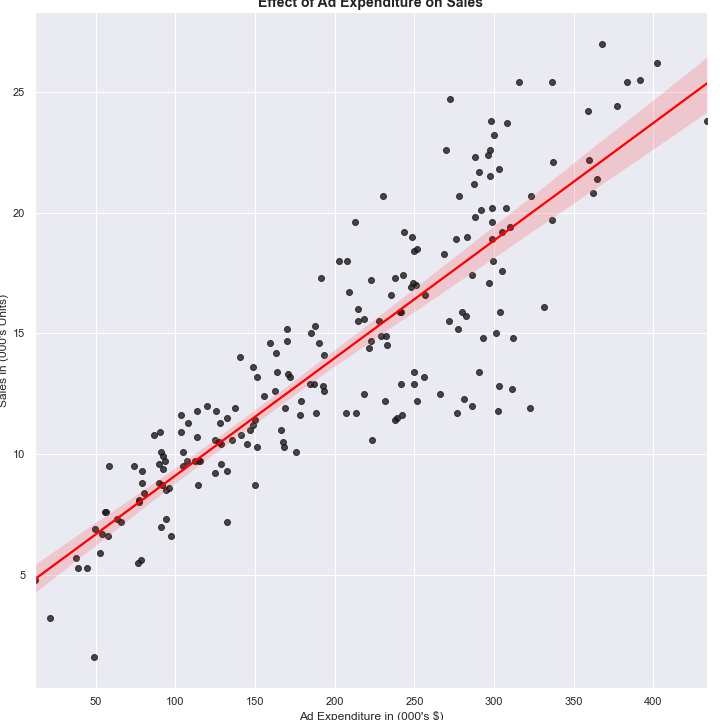 Effect of Ad Expenditure on Sales
25
20
15
10
5
Sales in (000's Units)
50 100 150 200 250 300 350 400
Ad Expenditure in (000's $)